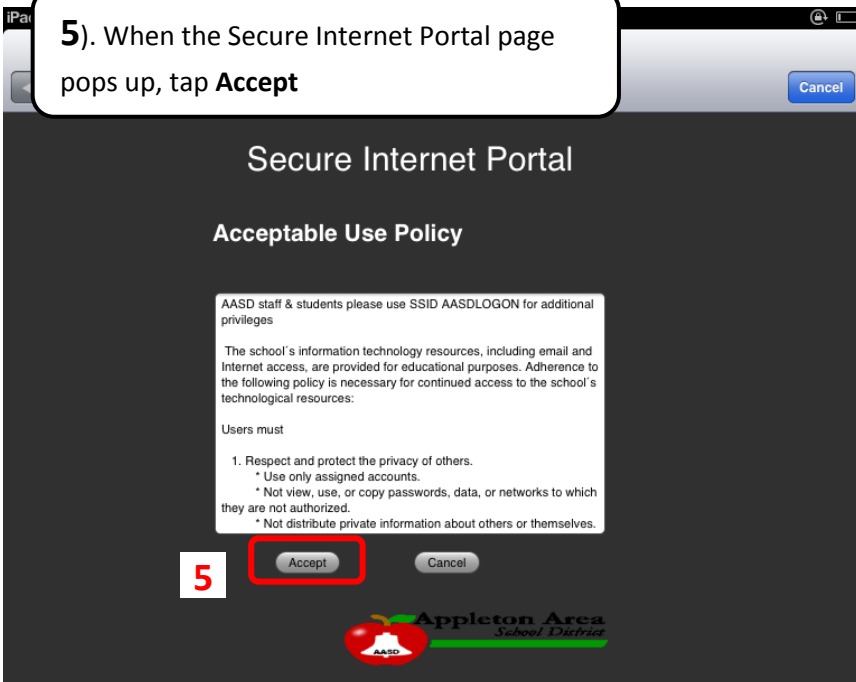 iPa
5). When the Secure Internet Portal page
pops up, tap Accept
Cancel
Secure Internet Portal
Acceptable Use Policy
AASD staff & students please use SSID AASDLOGON for additional
privileges
The school´s information technology resources, including email and
Internet access, are provided for educational purposes. Adherence to
the following policy is necessary for continued access to the school´s
technological resources:
Users must
1. Respect and protect the privacy of others.
* Use only assigned accounts.
* Not view, use, or copy passwords, data, or networks to which
they are not authorized.
* Not distribute private information about others or themselves.
5
Accept
Cancel
Appleton Area
School District
AASD